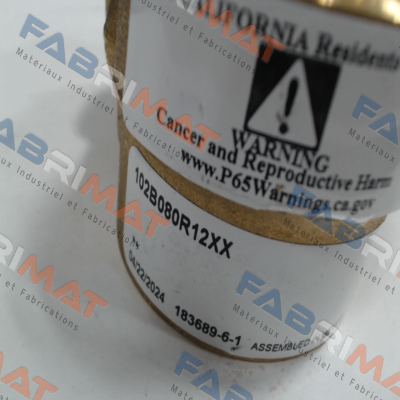 CALIFORNIA Residents
WARNING
Cancer and Reproductive Harm
www.P65Warnings.ca.gov
102B080R12XX
04/22/2024 183689-6-1 ASSEMBLED
FABRIMAT
Matériaux Industriel et Fabrications